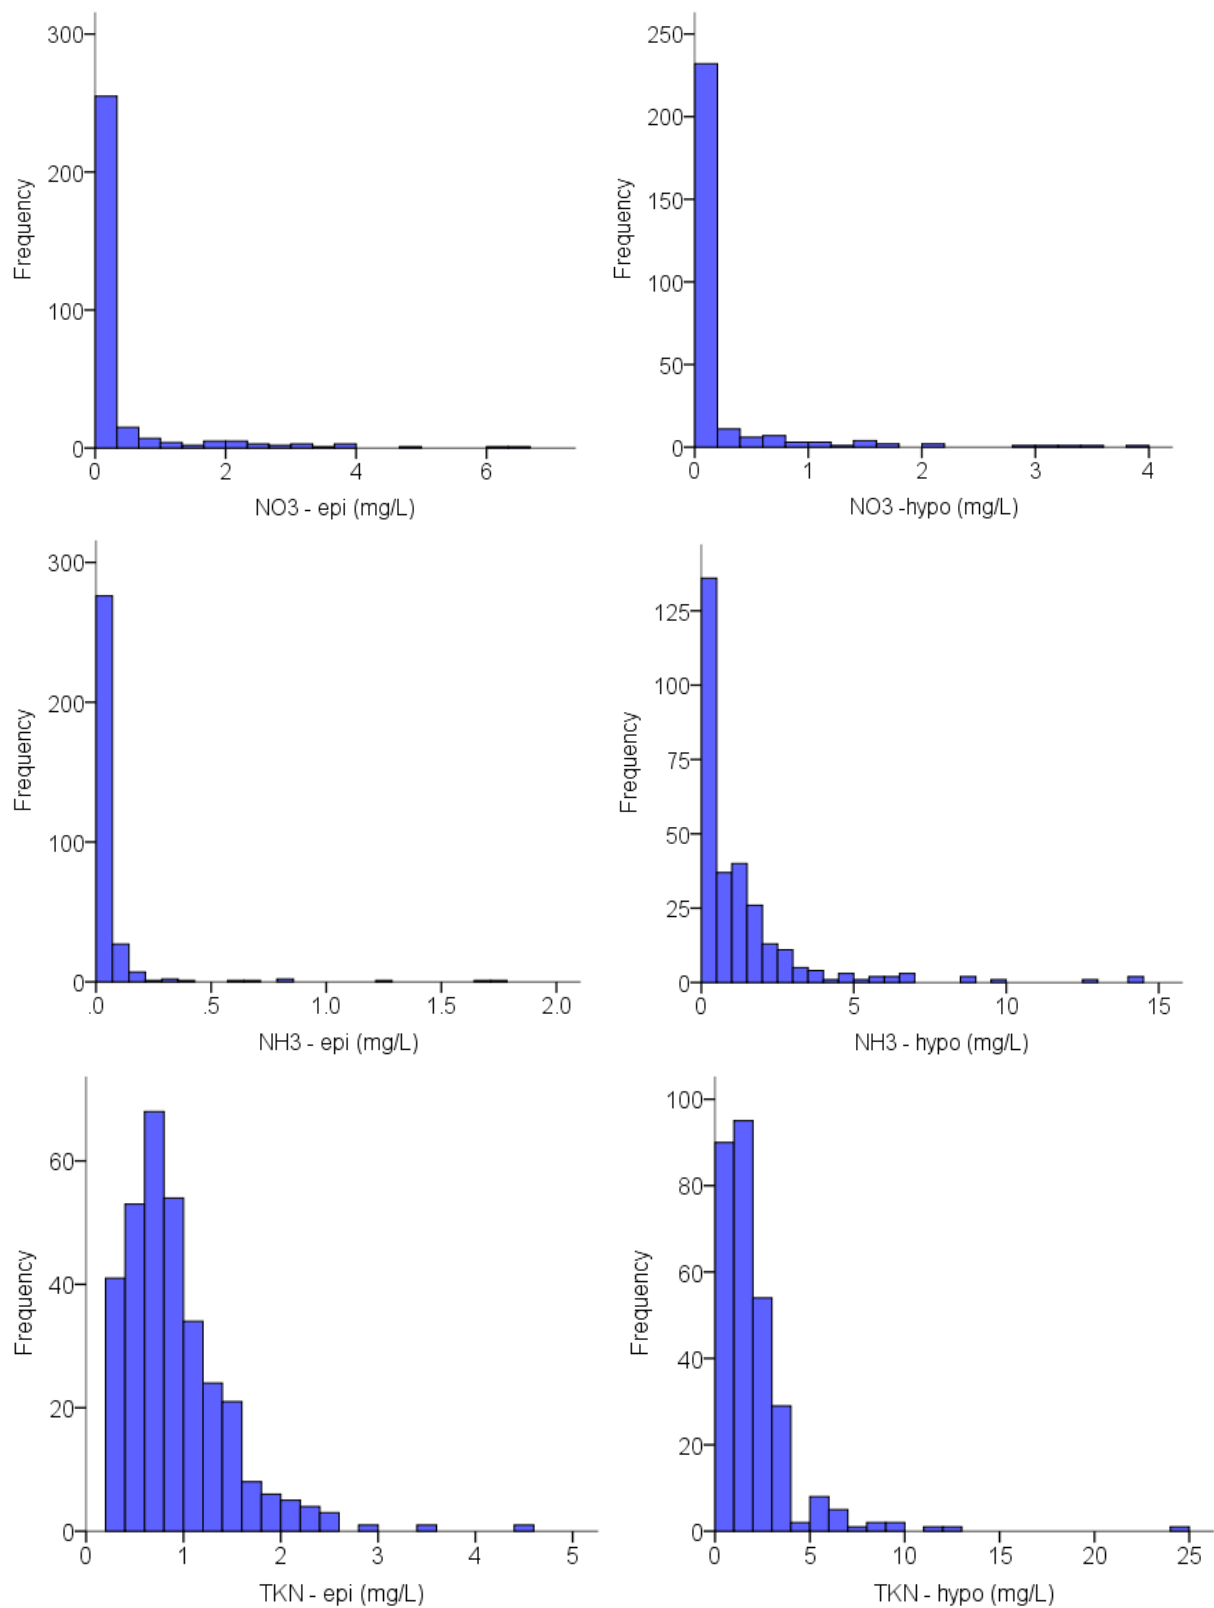 300
200
100
0
Frequency
0 2 4 6
NO3 - epi (mg/L)
250
200
150
100
50
0
Frequency
0 1 2 3 4
NO3 -hypo (mg/L)
300
200
100
0
Frequency
.0 .5 1.0 1.5 2.0
NH3 - epi (mg/L)
125
100
75
50
25
0
Frequency
0 5 10 15
NH3 - hypo (mg/L)
60
40
20
0
Frequency
0 1 2 3 4 5
TKN - epi (mg/L)
100
80
60
40
20
0
Frequency
0 5 10 15 20 25
TKN - hypo (mg/L)